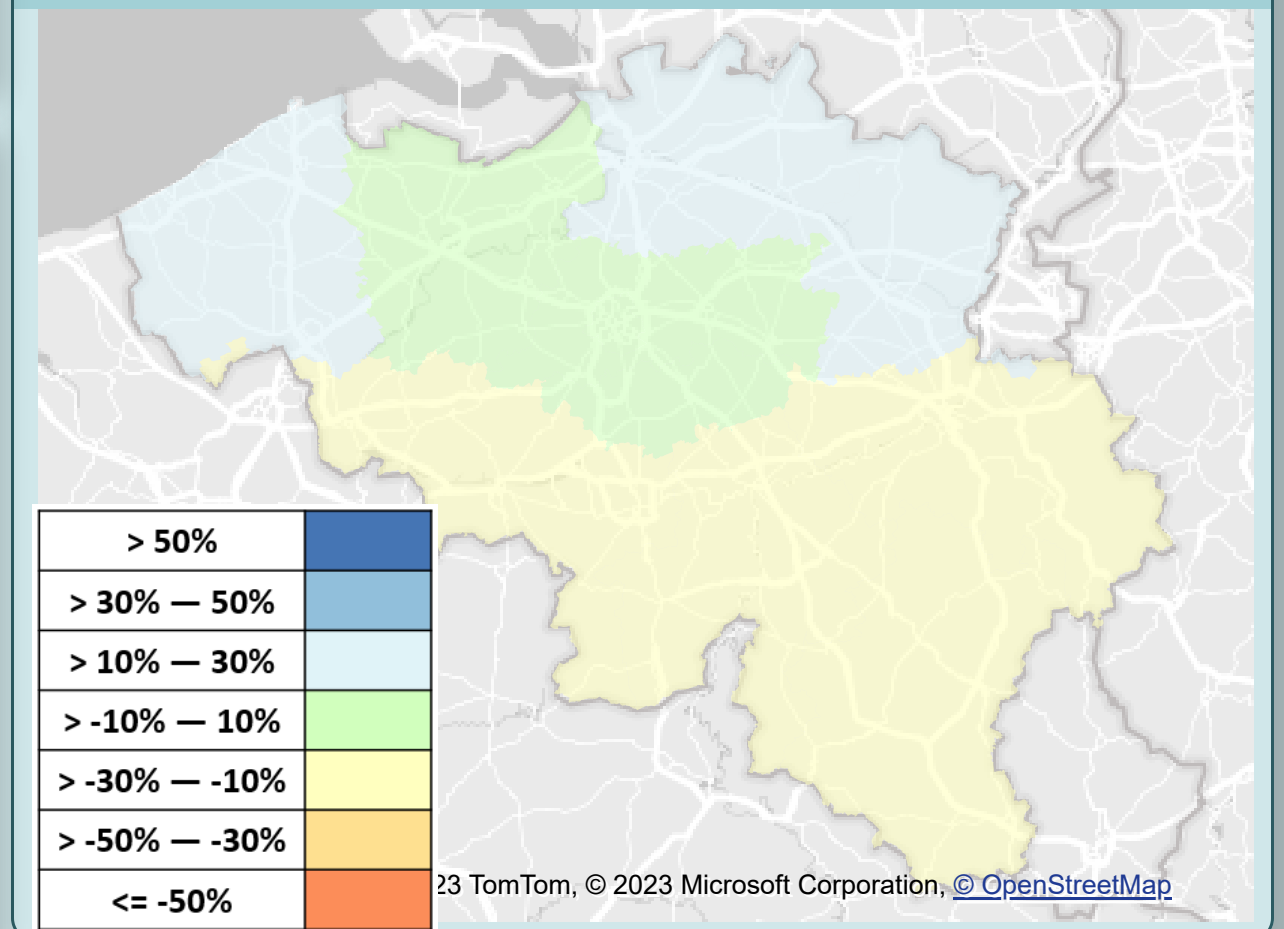 > 50%
> 30% — 50%
> 10% — 30%
> -10% — 10%
> -30% — -10%
> -50% — -30%
<= -50%
23 TomTom, © 2023 Microsoft Corporation, © OpenStreetMap